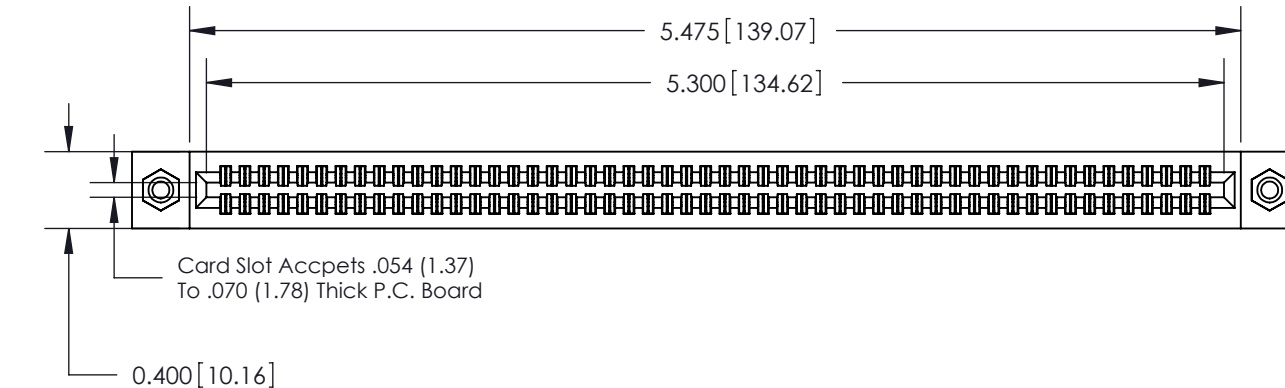 5.475[139.07]
5.300[134.62]
Card Slot Accpets .054 (1.37)
To .070 (1.78) Thick P.C. Board
0.400[10.16]